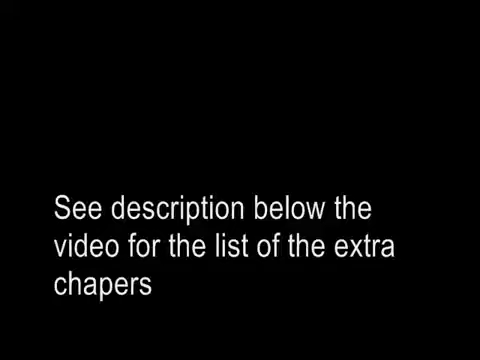 See description below the
video for the list of the extra
chapers